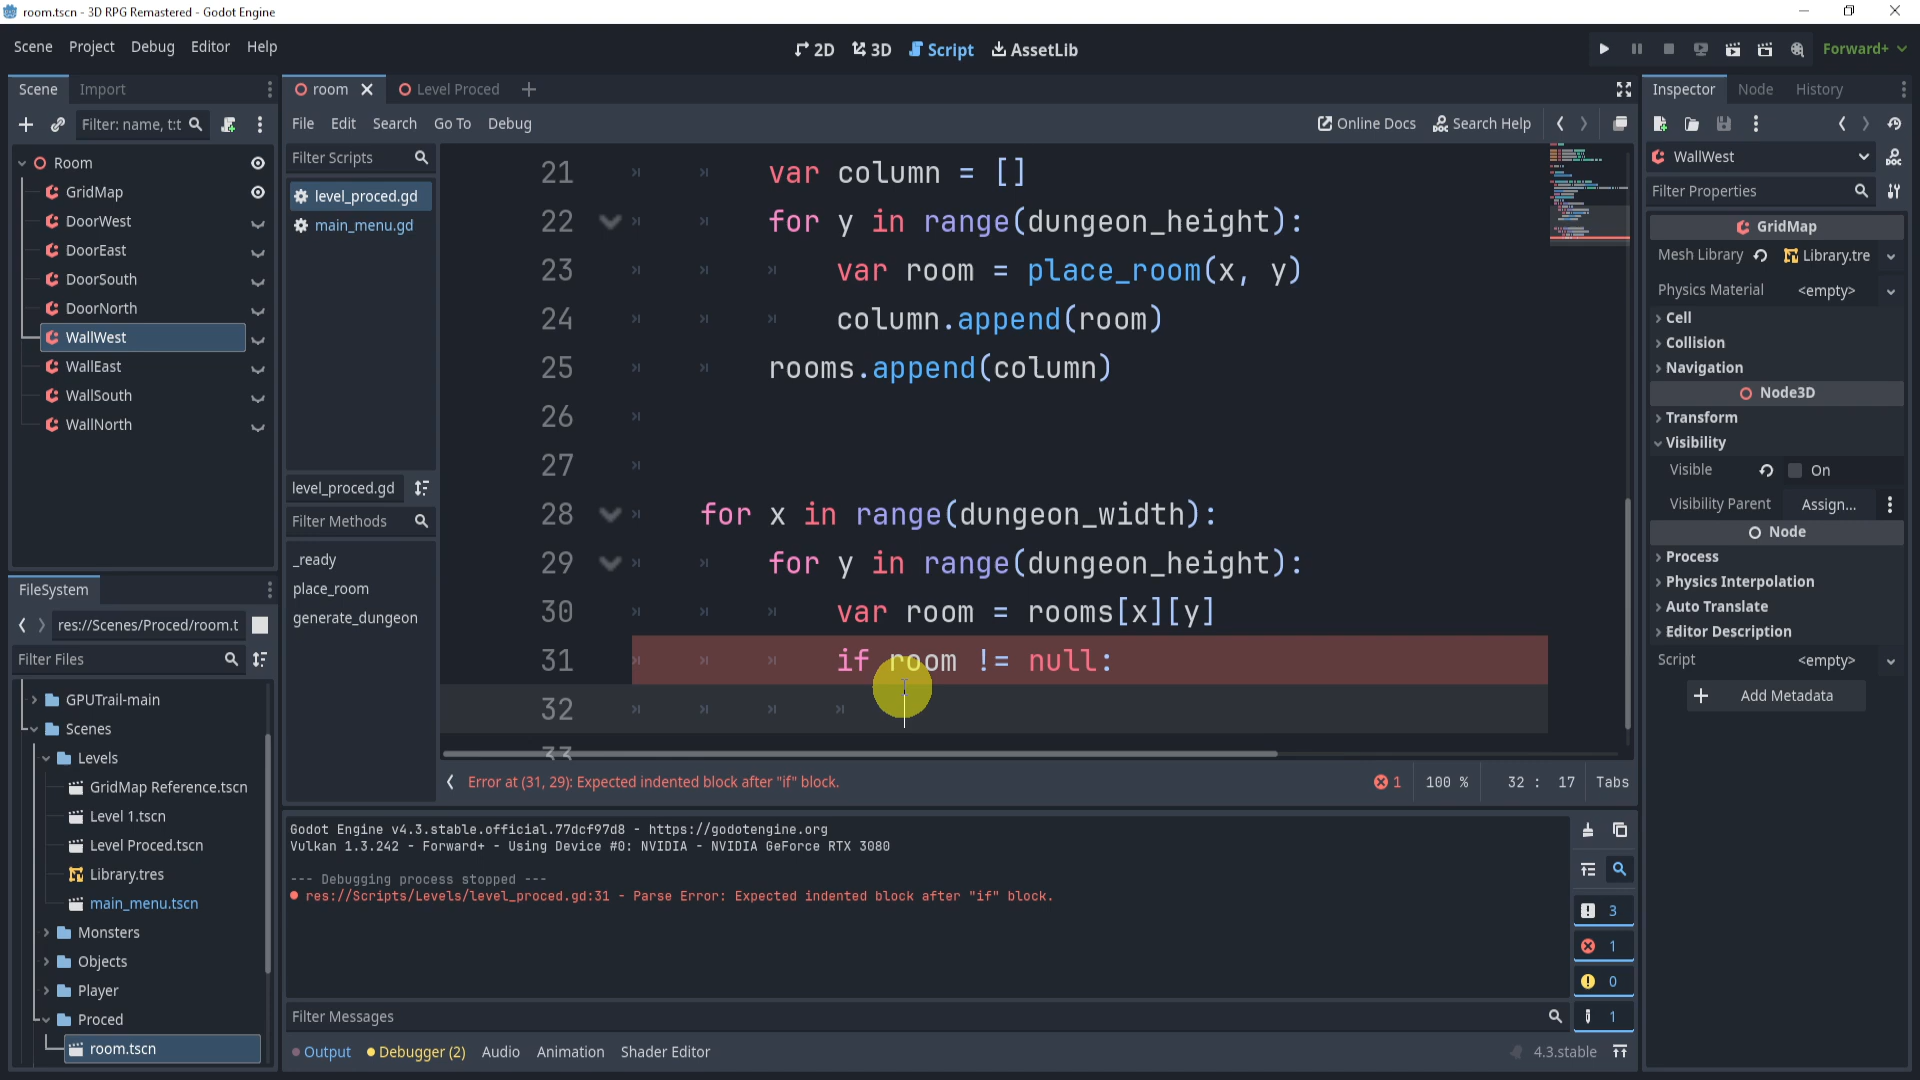 room.tscn - 3D RPG Remastered - Godot Engine
Scene Project Debug Editor Help
2D 3D Script AssetLib
Forward+
Scene Import
room Level Proced
Inspector Node History
Filter: name, t:t
File Edit Search Go To Debug
Online Docs Search Help
Room
GridMap
DoorWest
DoorEast
DoorSouth
DoorNorth
WallWest
WallEast
WallSouth
WallNorth
Filter Scripts
level_proced.gd
main_menu.gd
level_proced.gd
Filter Methods
_ready
place_room
generate_dungeon
21 var column = []
22 for y in range(dungeon_height):
23 var room = place_room(x, y)
24 column.append(room)
25 rooms.append(column)
26
27
28 for x in range(dungeon_width):
29 for y in range(dungeon_height):
30 var room = rooms[x][y]
31 if room != null:
32
33
Error at (31, 29): Expected indented block after "if" block.
1 100 % 32 : 17 Tabs
FileSystem
res://Scenes/Proced/room.t
Filter Files
GPUTrail-main
Scenes
Levels
GridMap Reference.tscn
Level 1.tscn
Level Proced.tscn
Library.tres
main_menu.tscn
Monsters
Objects
Player
Proced
room.tscn
Godot Engine v4.3.stable.official.77dcf97d8 - https://godotengine.org
Vulkan 1.3.242 - Forward+ - Using Device #0: NVIDIA - NVIDIA GeForce RTX 3080
--- Debugging process stopped ---
res://Scripts/Levels/level_proced.gd:31 - Parse Error: Expected indented block after "if" block.
3
1
0
1
Filter Messages
Output Debugger (2) Audio Animation Shader Editor
4.3.stable
WallWest
Filter Properties
GridMap
Mesh Library Library.tre
Physics Material <empty>
Cell
Collision
Navigation
Node3D
Transform
Visibility
Visible On
Visibility Parent Assign...
Node
Process
Physics Interpolation
Auto Translate
Editor Description
Script <empty>
Add Metadata